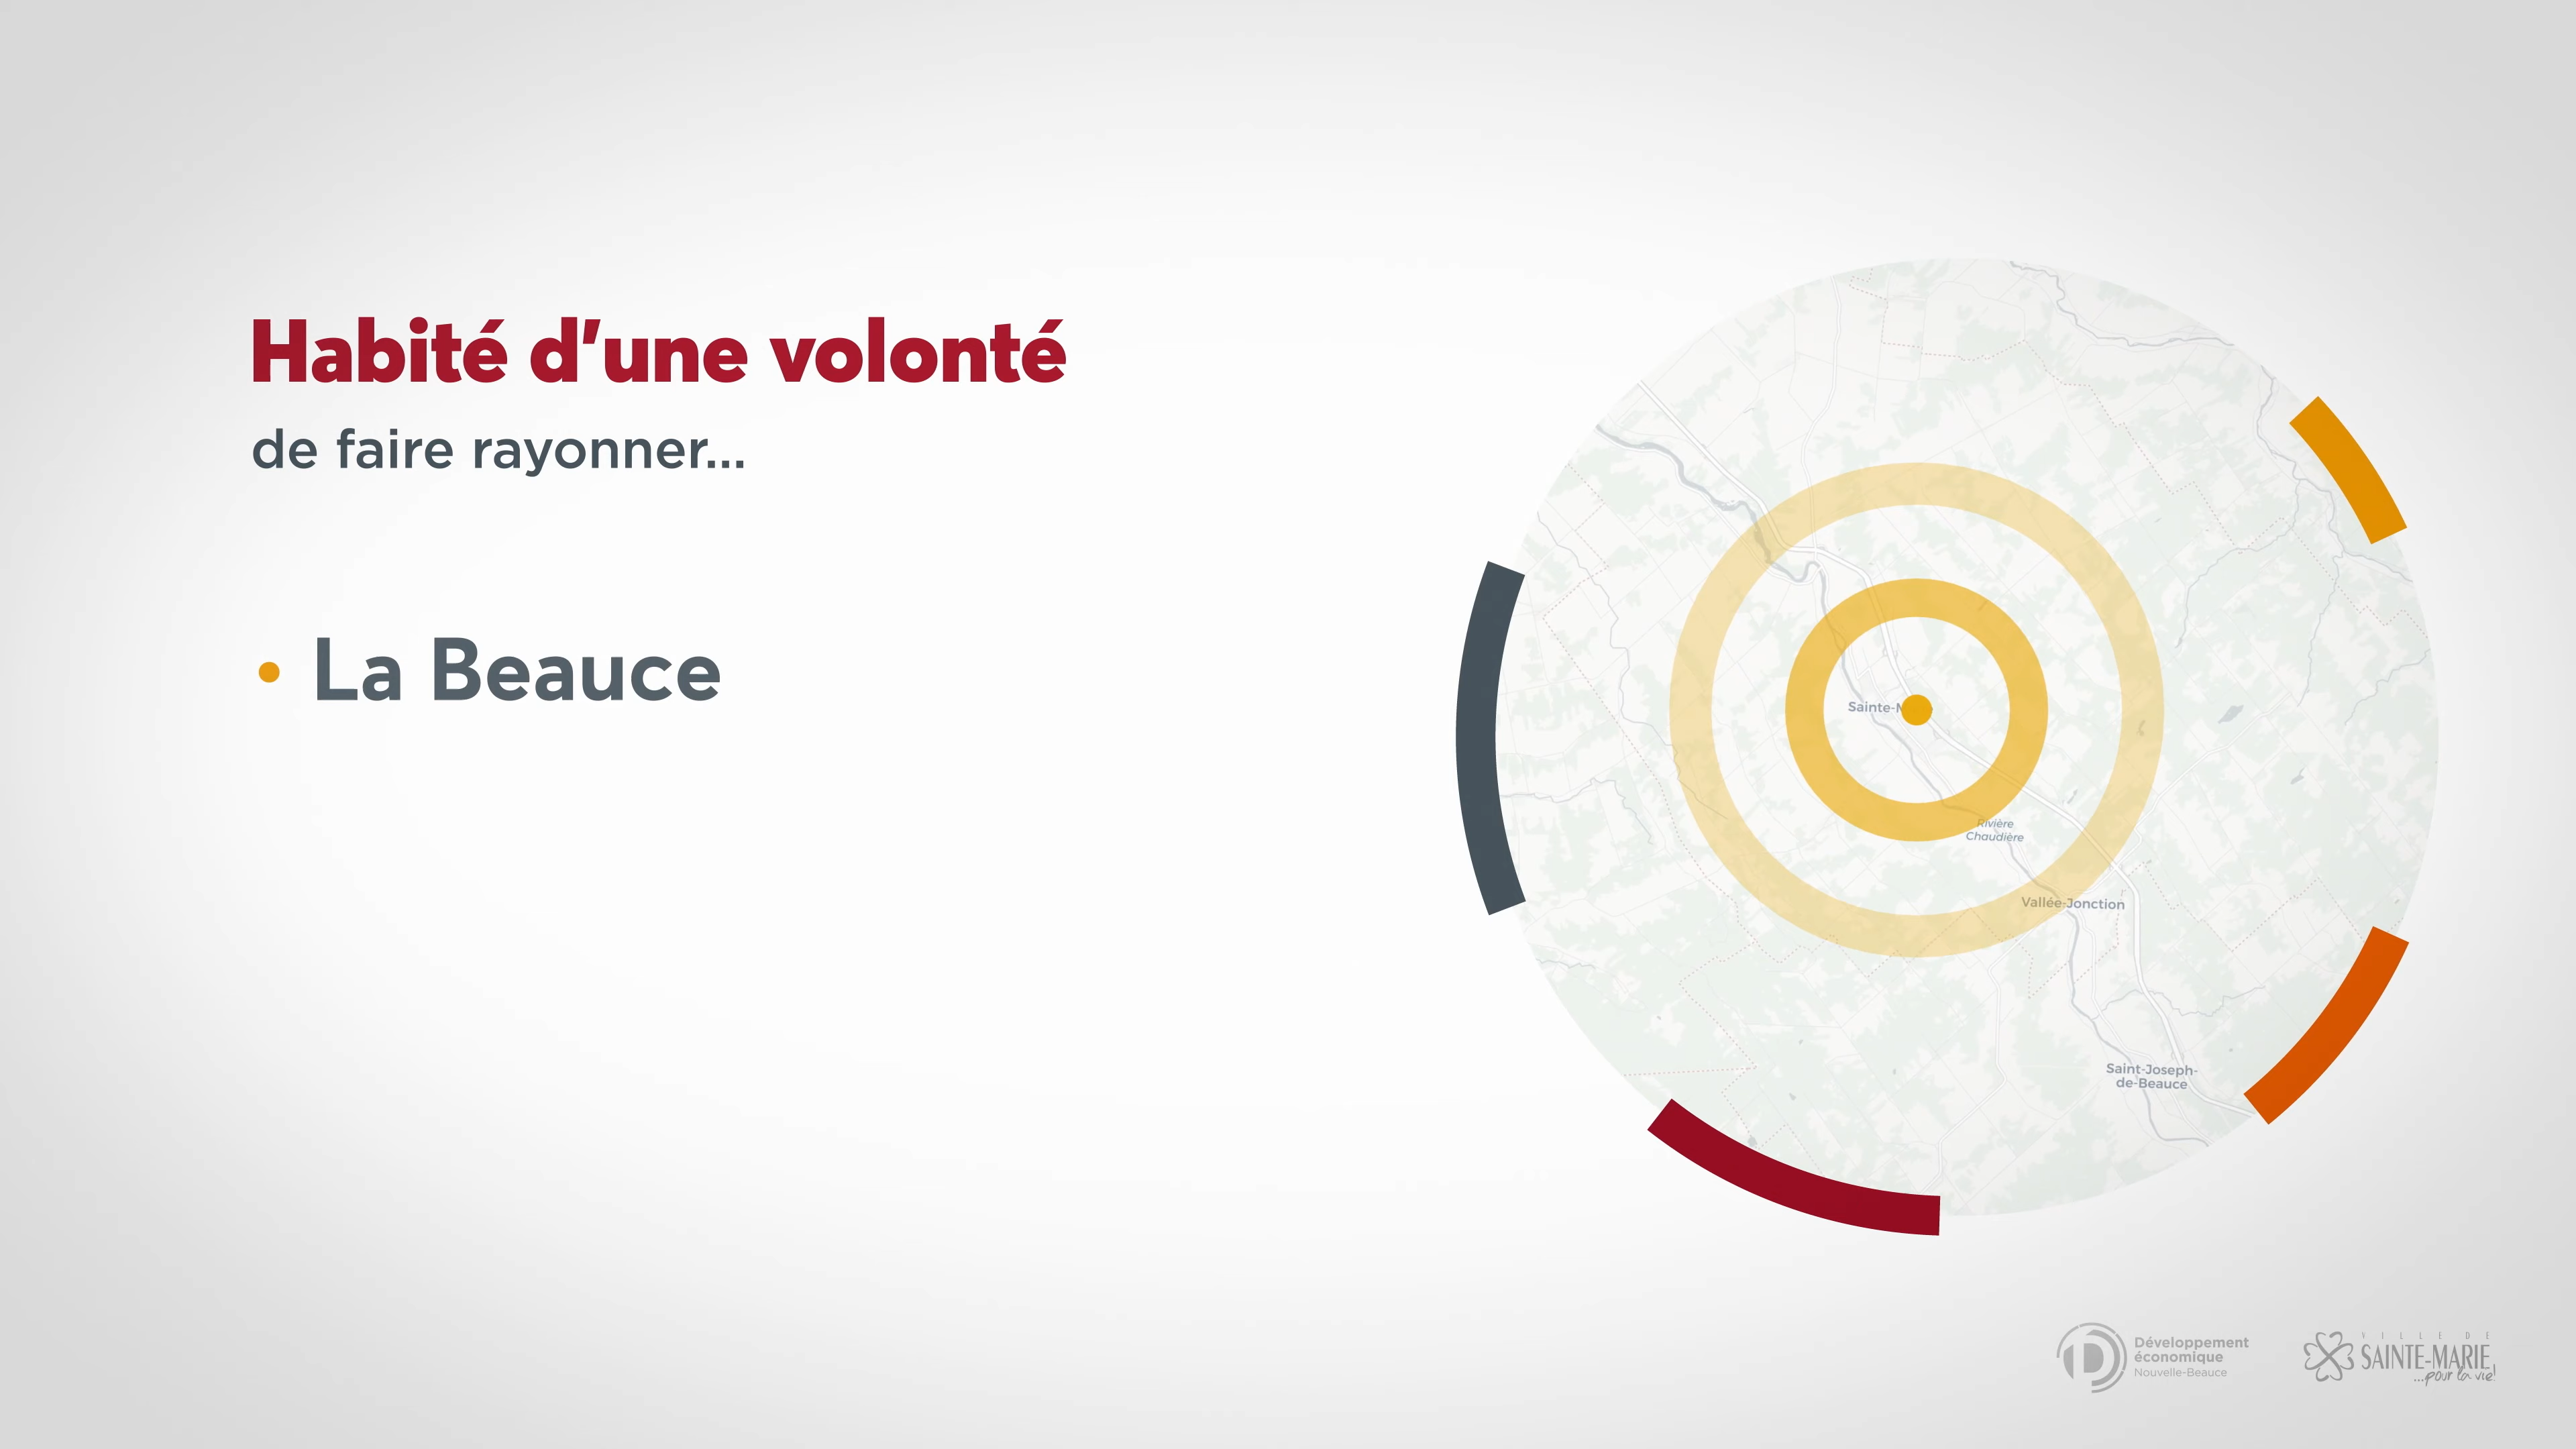 Habité d'une volonté
de faire rayonner...
• La Beauce
Rivière
Chaudière
Vallée-Jonction
Saint-Joseph-
de-Beauce
Développement
économique
Nouvelle-Beauce
VILLE DE
SAINTE-MARIE
...pour la vie!